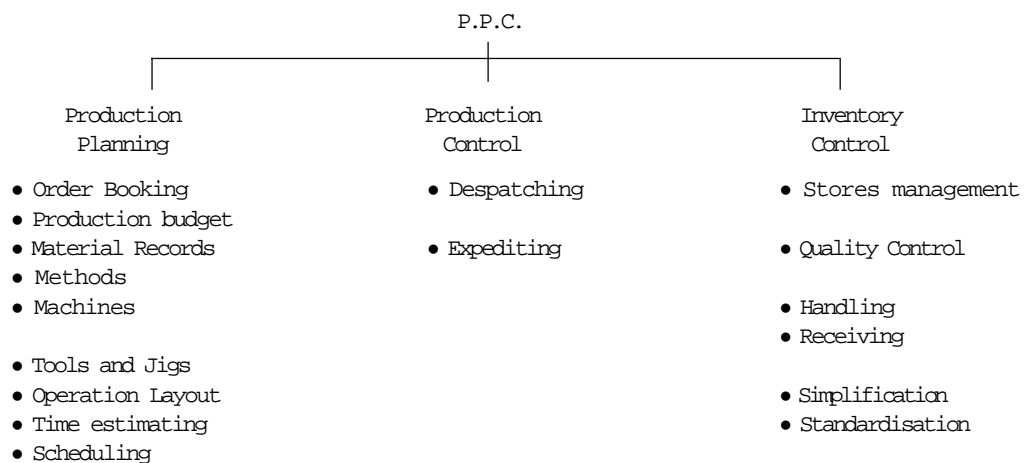 P.P.C.
Production
Planning
● Order Booking
● Production budget
● Material Records
● Methods
● Machines
● Tools and Jigs
● Operation Layout
● Time estimating
● Scheduling
Production
Control
● Despatching
● Expediting
Inventory
Control
● Stores management
● Quality Control
● Handling
● Receiving
● Simplification
● Standardisation